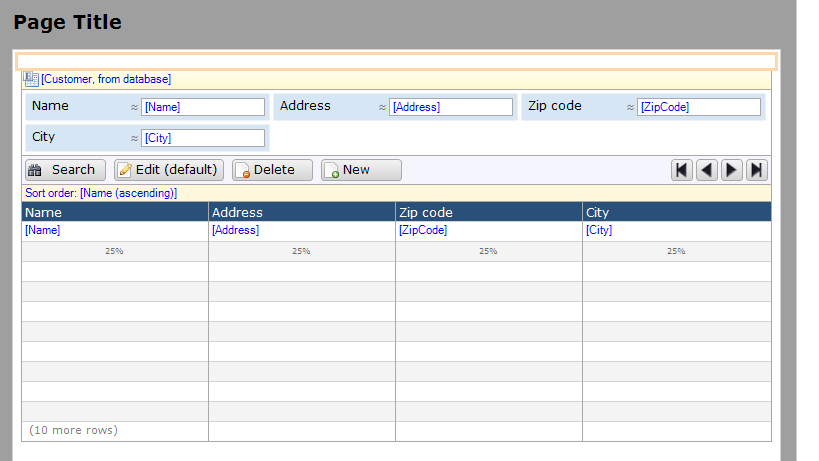 Page Title
[Customer, from database]
Name ≈ [Name] Address ≈ [Address] Zip code ≈ [ZipCode]
City ≈ [City]
Search Edit (default) Delete New
Sort order: [Name (ascending)]
Name Address Zip code City
[Name] [Address] [ZipCode] [City]
25% 25% 25% 25%
(10 more rows)